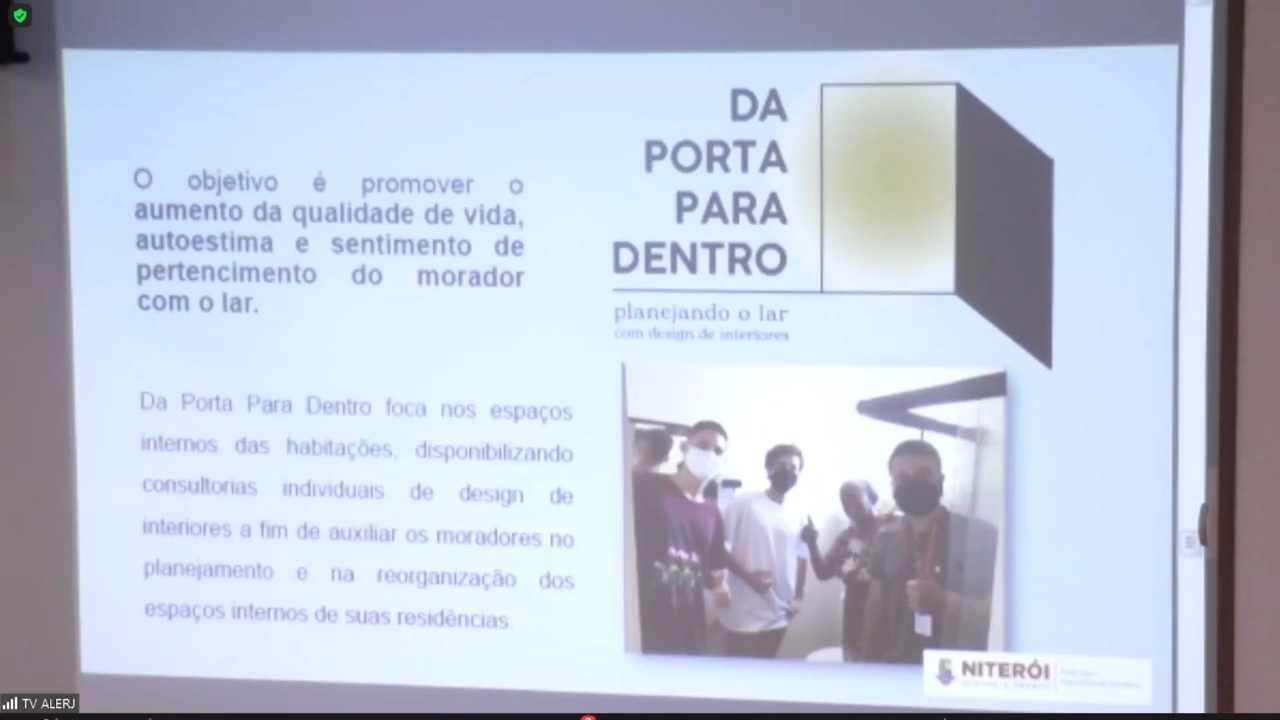 O objetivo é promover o
aumento da qualidade de vida,
autoestima e sentimento de
pertencimento do morador
com o lar.
Da Porta Para Dentro foca nos espaços
internos das habitações, disponibilizando
consultorias individuais de design de
interiores a fim de auxiliar os moradores no
planejamento e na reorganização dos
espaços internos de suas residências.
DA
PORTA
PARA
DENTRO
planejando o lar
com design de interiores
NITERÓI
TV ALERJ